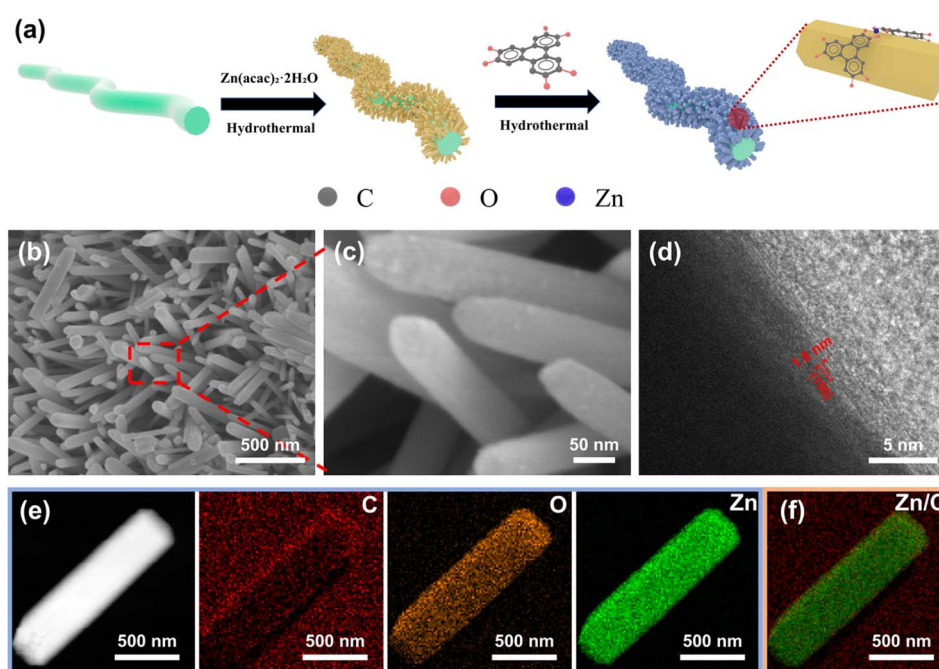 (a)
Zn(acac)₂·2H₂O
Hydrothermal
Hydrothermal
C O Zn
(b)
500 nm
(c)
50 nm
(d)
1.8 nm
(100)
5 nm
(e)
500 nm
C
500 nm
O
500 nm
Zn
500 nm
(f)
Zn/C
500 nm